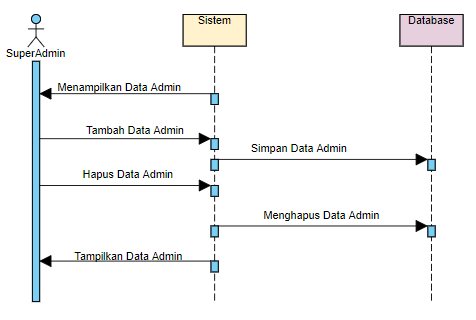 Sistem
Database
SuperAdmin
Menampilkan Data Admin
Tambah Data Admin
Simpan Data Admin
Hapus Data Admin
Menghapus Data Admin
Tampilkan Data Admin